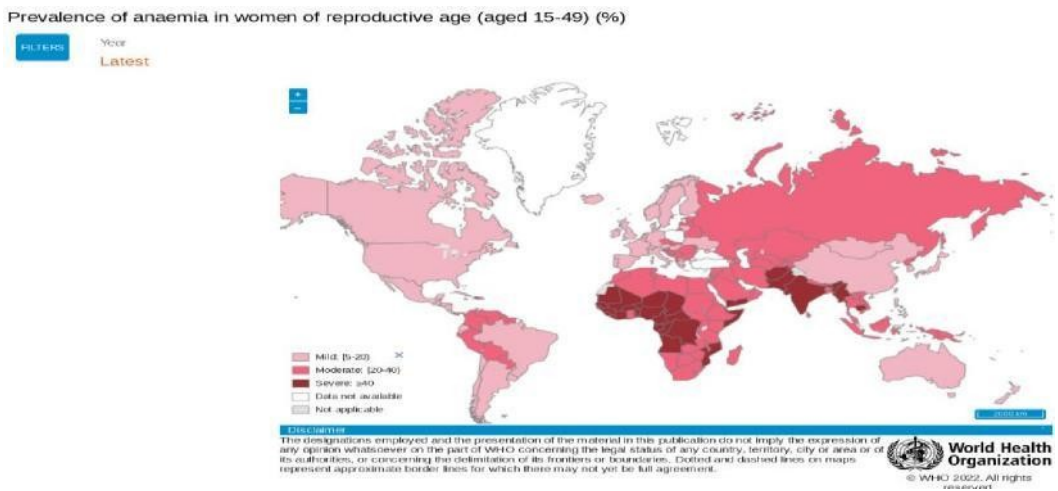 Prevalence of anaemia in women of reproductive age (aged 15-49) (%)
FILTERS
Year
Latest
+
−
Mild: [5-20)
Moderate: [20-40)
Severe: ≥40
Data not available
Not applicable
Disclaimer
The designations employed and the presentation of the material in this publication do not imply the expression of
any opinion whatsoever on the part of WHO concerning the legal status of any country, territory, city or area or of
its authorities, or concerning the delimitation of its frontiers or boundaries. Dotted and dashed lines on maps
represent approximate border lines for which there may not yet be full agreement.
World Health
Organization
© WHO 2022. All rights
reserved